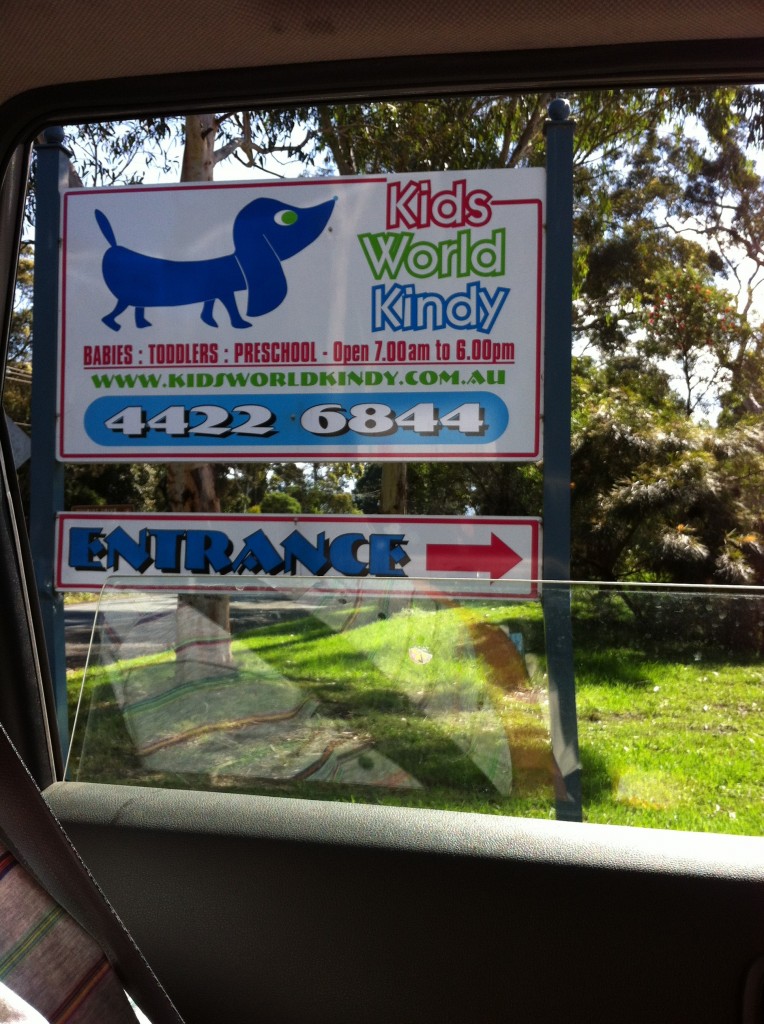 Kids
World
Kindy
BABIES : TODDLERS : PRESCHOOL - Open 7.00am to 6.00pm
WWW.KIDSWORLDKINDY.COM.AU
4422 6844
ENTRANCE